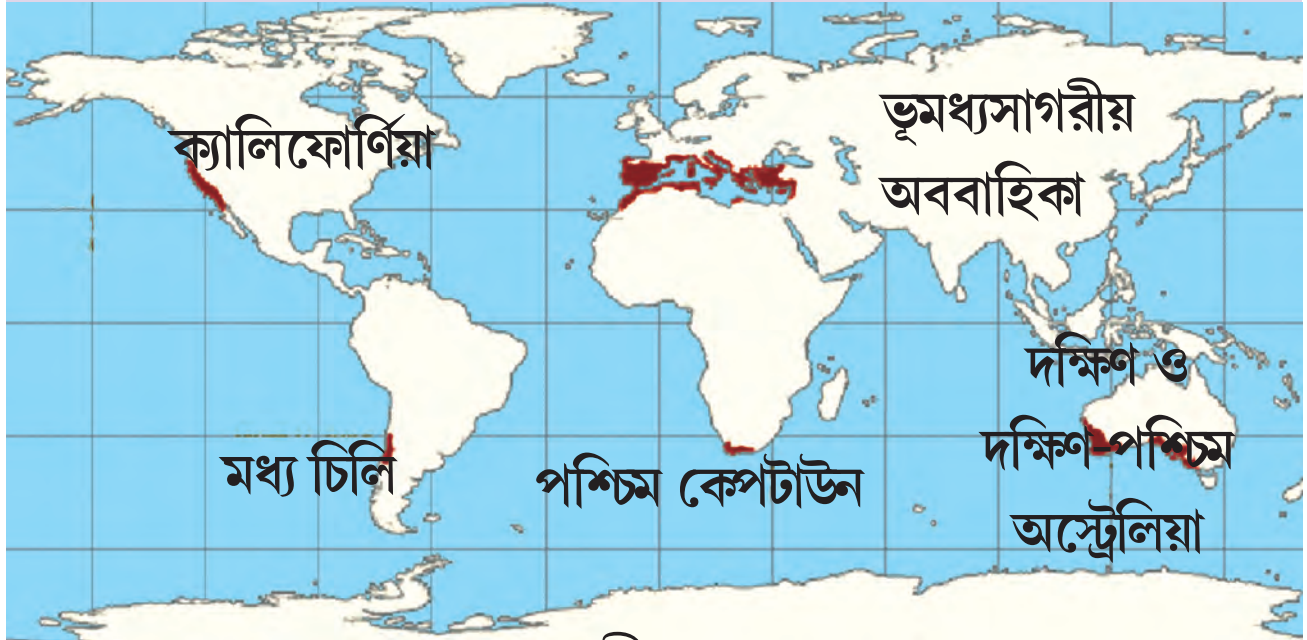 ক্যালিফোর্ণিয়া
ভূমধ্যসাগরীয়
অববাহিকা
দক্ষিণ ও
দক্ষিণ-পশ্চিম
অস্ট্রেলিয়া
মধ্য চিলি
পশ্চিম কেপটাউন